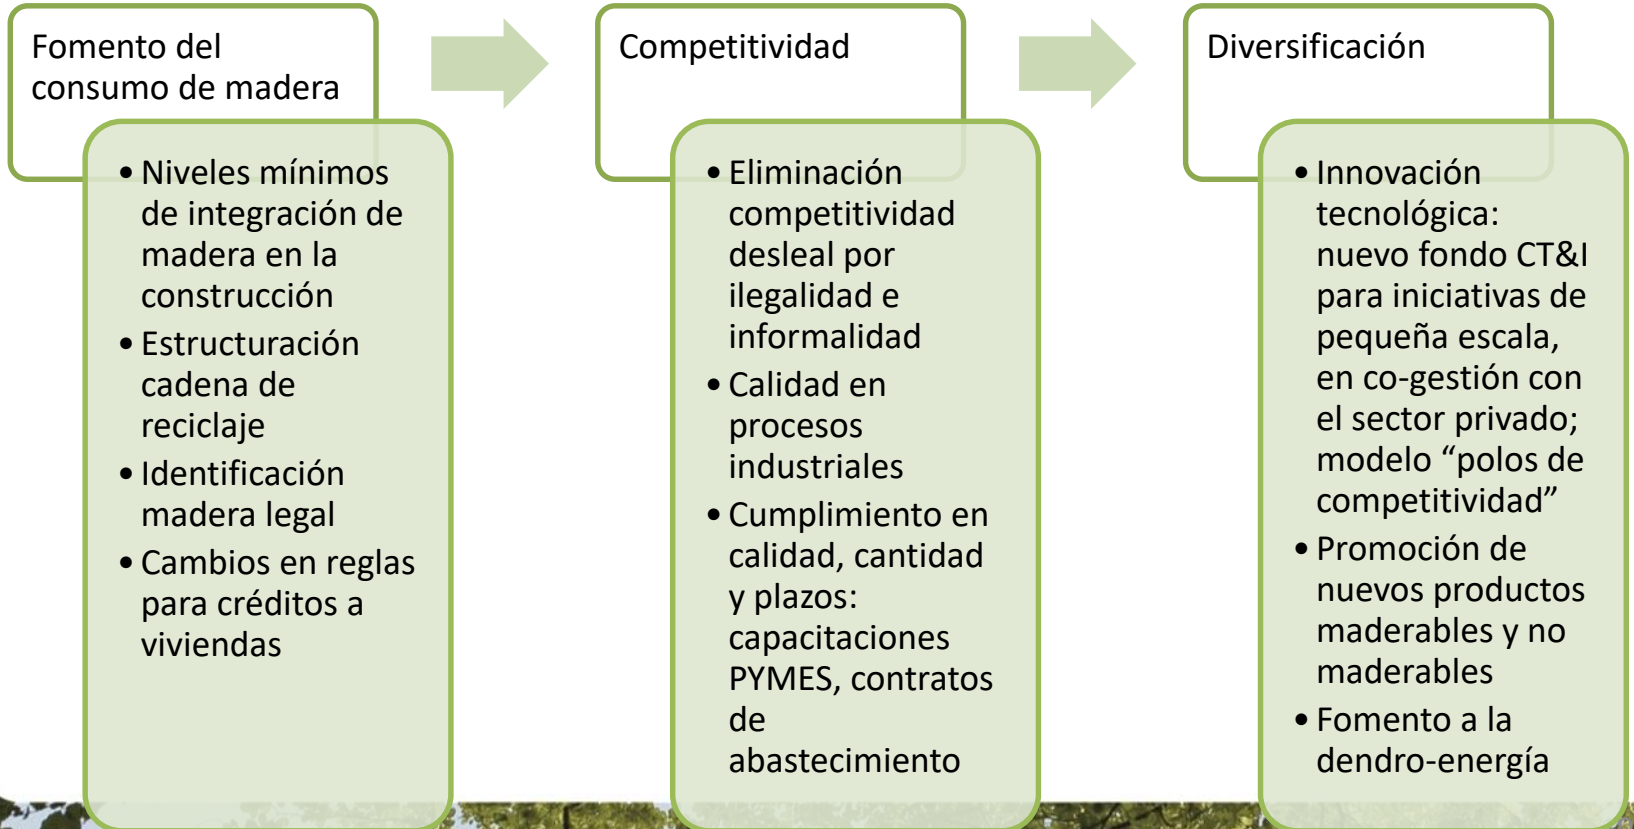 Fomento del
consumo de madera
• Niveles mínimos
de integración de
madera en la
construcción
• Estructuración
cadena de
reciclaje
• Identificación
madera legal
• Cambios en reglas
para créditos a
viviendas
Competitividad
• Eliminación
competitividad
desleal por
ilegalidad e
informalidad
• Calidad en
procesos
industriales
• Cumplimiento en
calidad, cantidad
y plazos:
capacitaciones
PYMES, contratos
de
abastecimiento
Diversificación
• Innovación
tecnológica:
nuevo fondo CT&I
para iniciativas de
pequeña escala,
en co-gestión con
el sector privado;
modelo “polos de
competitividad”
• Promoción de
nuevos productos
maderables y no
maderables
• Fomento a la
dendro-energía